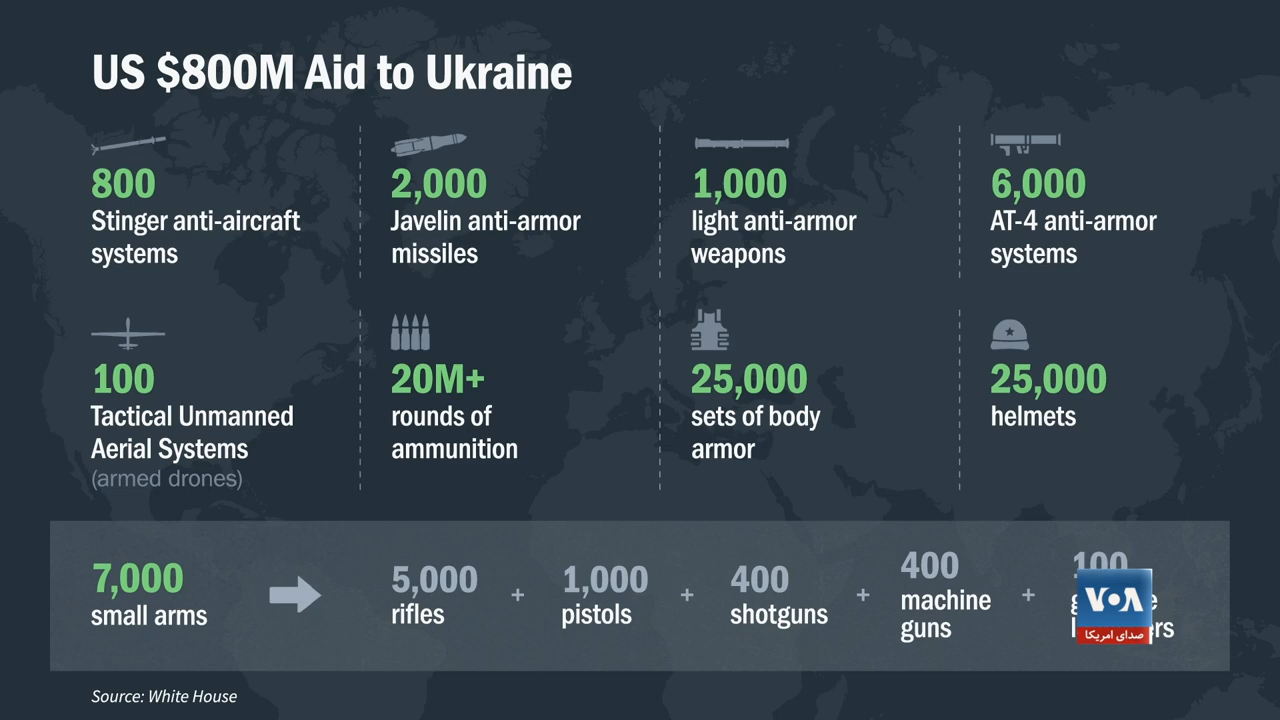 US $800M Aid to Ukraine
800
Stinger anti-aircraft
systems
2,000
Javelin anti-armor
missiles
1,000
light anti-armor
weapons
6,000
AT-4 anti-armor
systems
100
Tactical Unmanned
Aerial Systems
(armed drones)
20M+
rounds of
ammunition
25,000
sets of body
armor
25,000
helmets
7,000
small arms
5,000
rifles
+
1,000
pistols
+
400
shotguns
+
400
machine
guns
+
100
VOA
صدای امریکا
Source: White House